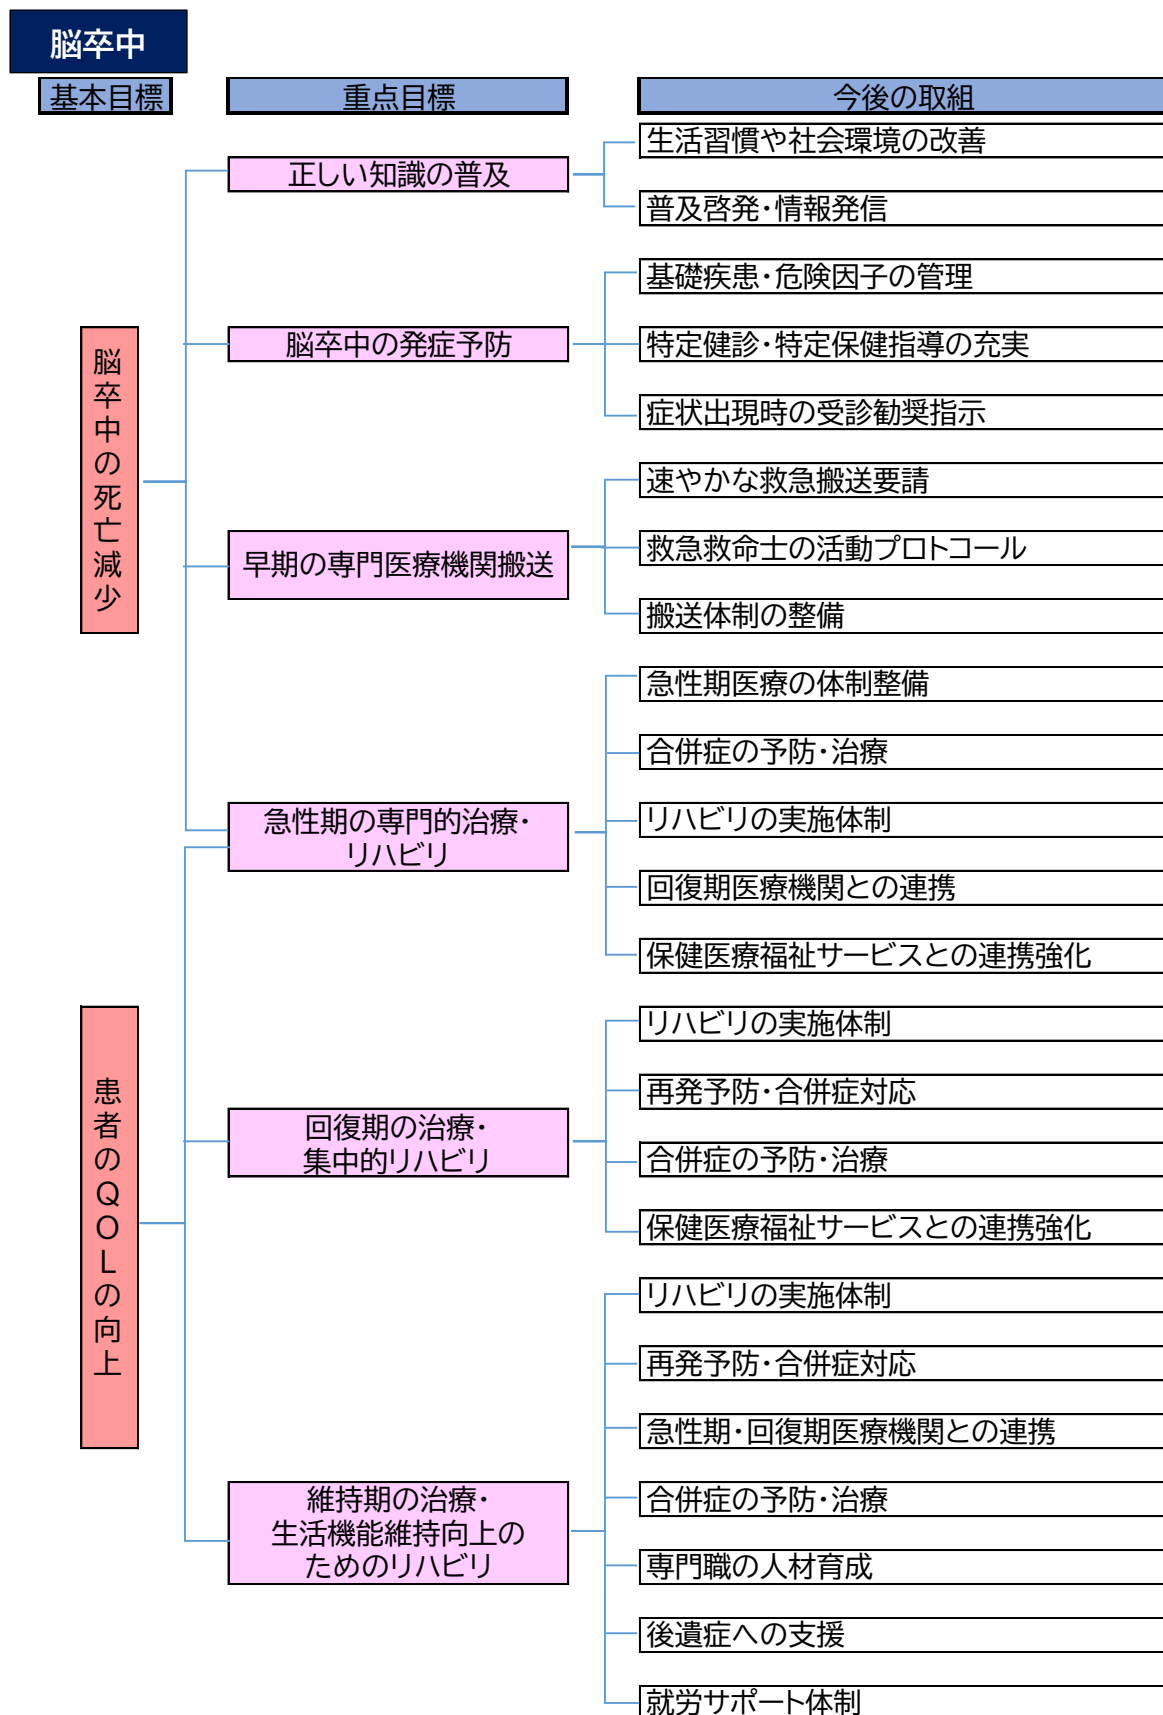 脳卒中
基本目標
重点目標
今後の取組
脳卒中の死亡減少
正しい知識の普及
生活習慣や社会環境の改善
普及啓発・情報発信
脳卒中の発症予防
基礎疾患・危険因子の管理
特定健診・特定保健指導の充実
症状出現時の受診勧奨指示
早期の専門医療機関搬送
速やかな救急搬送要請
救急救命士の活動プロトコール
搬送体制の整備
急性期の専門的治療・
リハビリ
急性期医療の体制整備
合併症の予防・治療
リハビリの実施体制
回復期医療機関との連携
保健医療福祉サービスとの連携強化
患者のQOLの向上
回復期の治療・
集中的リハビリ
リハビリの実施体制
再発予防・合併症対応
合併症の予防・治療
保健医療福祉サービスとの連携強化
維持期の治療・
生活機能維持向上の
ためのリハビリ
リハビリの実施体制
再発予防・合併症対応
急性期・回復期医療機関との連携
合併症の予防・治療
専門職の人材育成
後遺症への支援
就労サポート体制